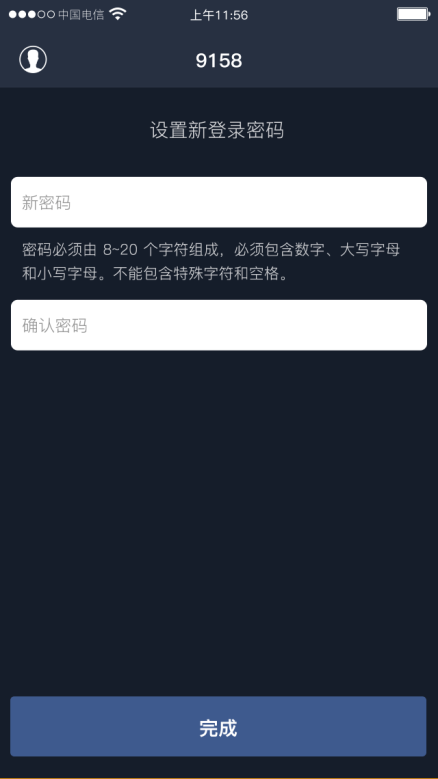 中国电信
上午11:56
9158
设置新登录密码
新密码
密码必须由 8~20 个字符组成，必须包含数字、大写字母
和小写字母。不能包含特殊字符和空格。
确认密码
完成